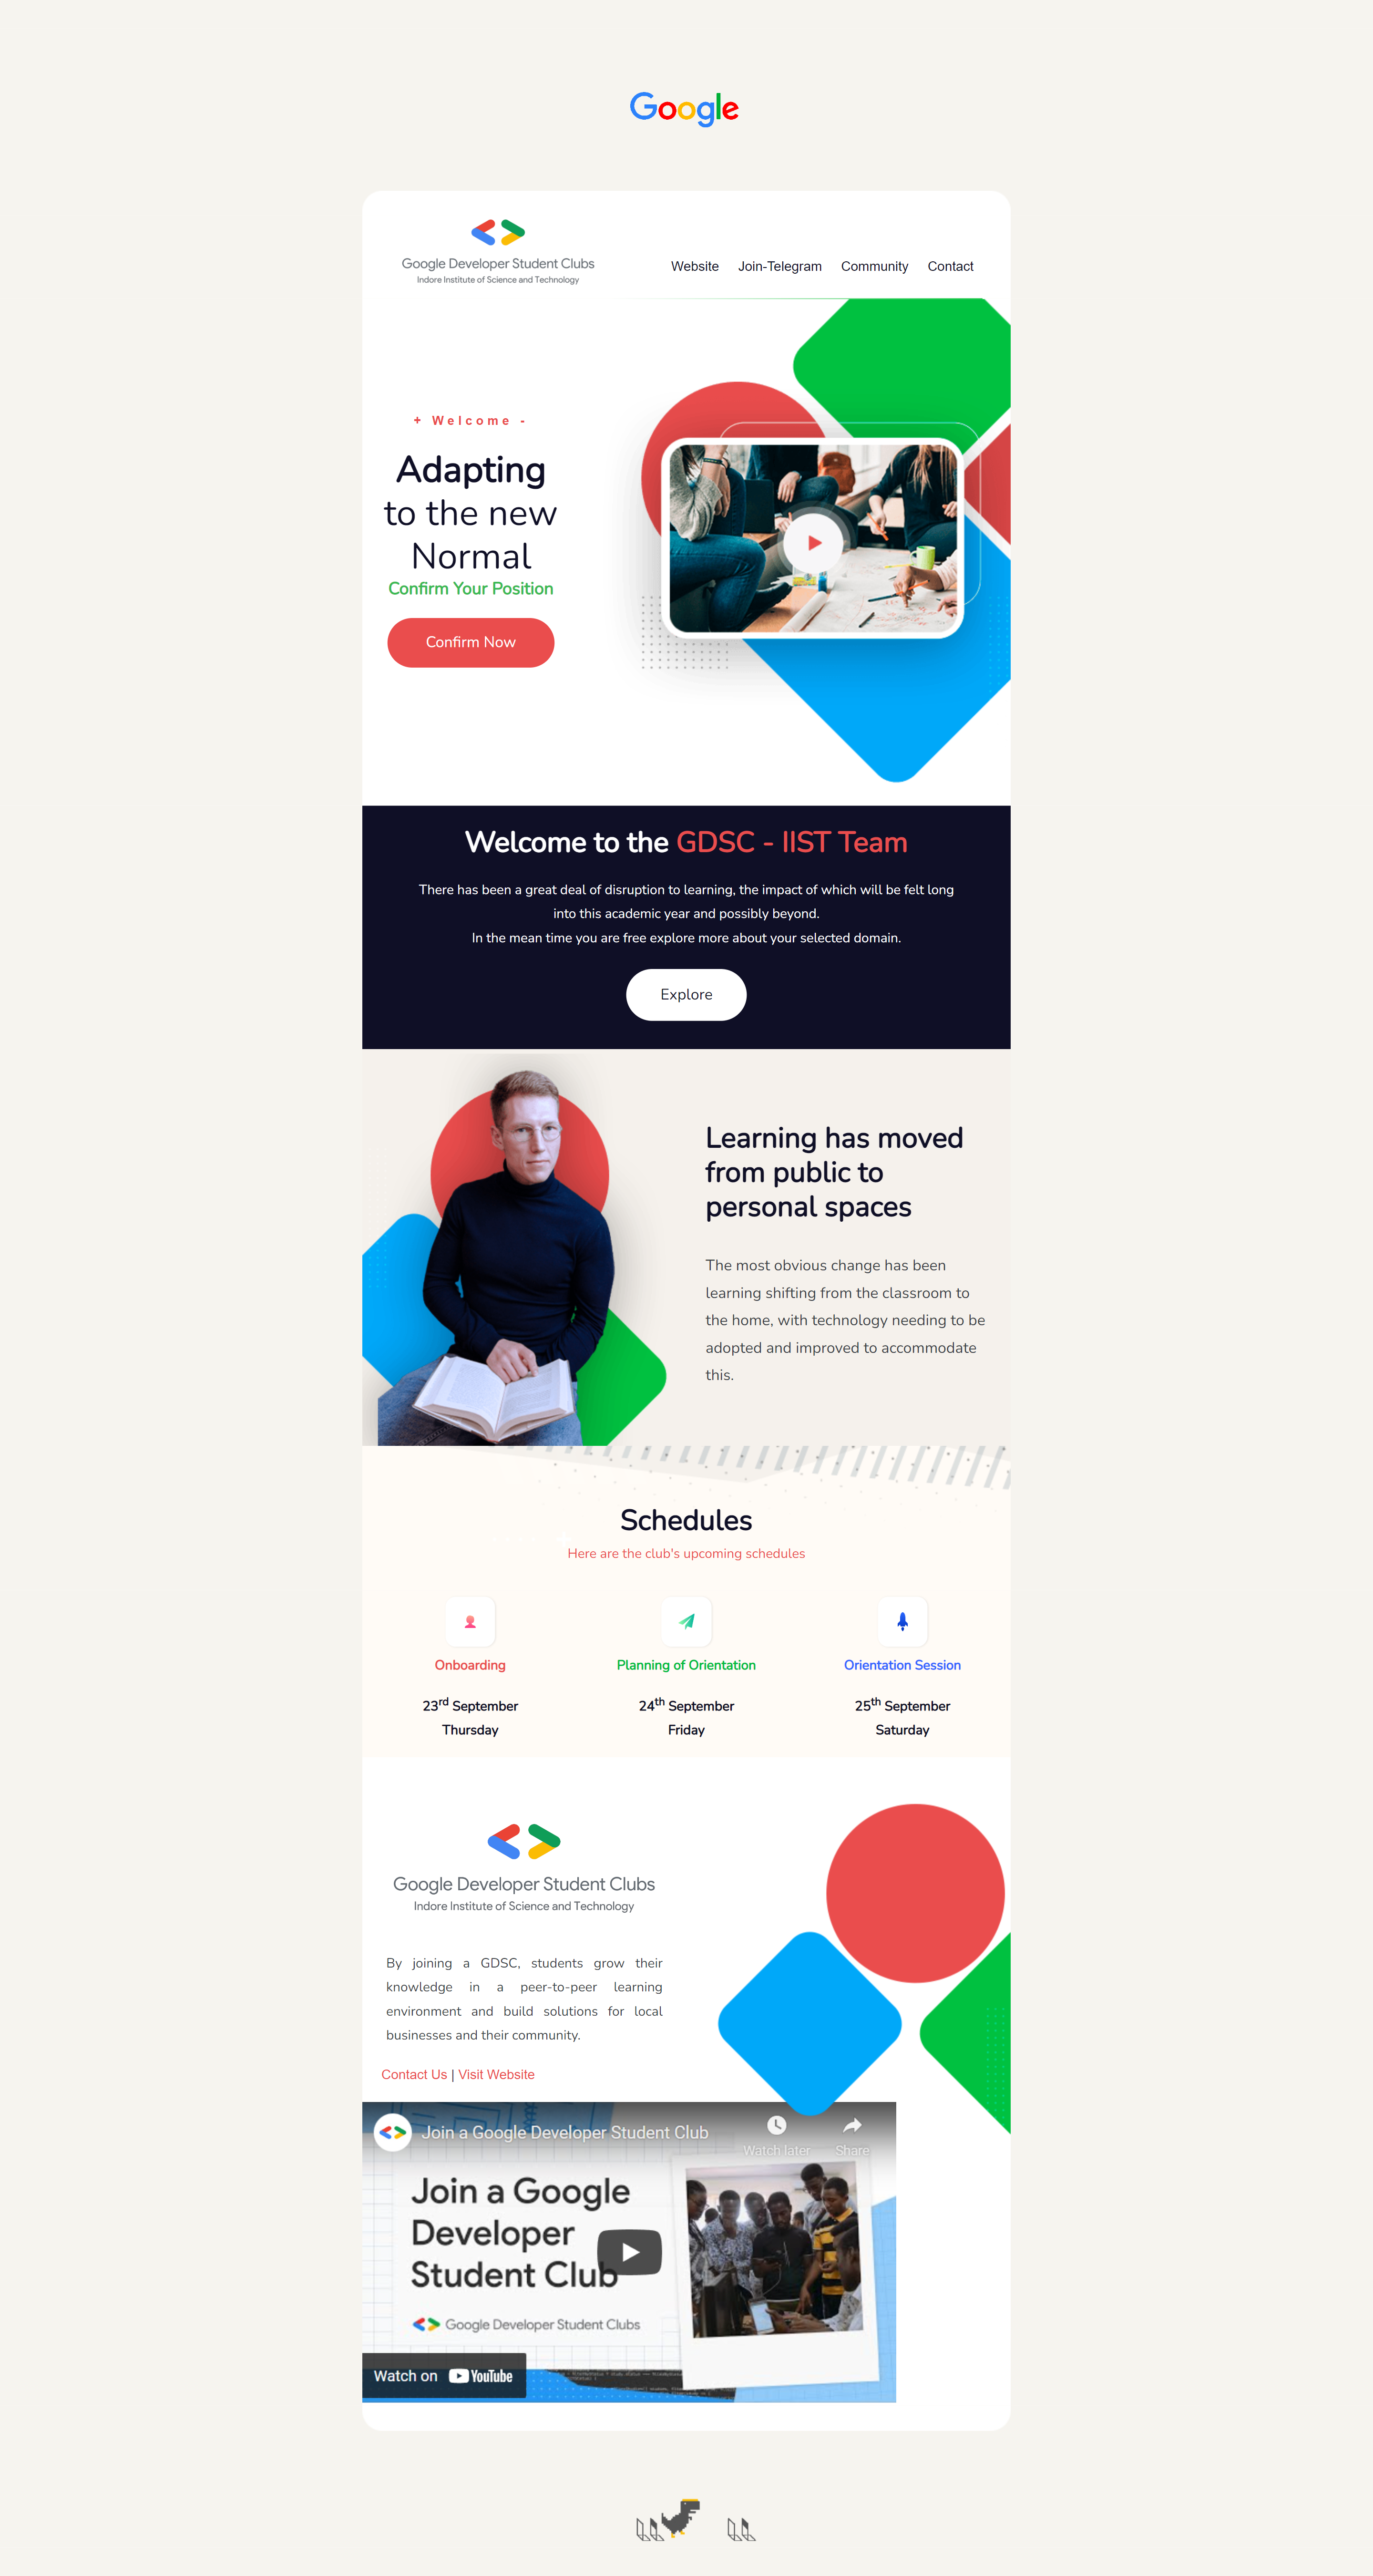 Google
Google Developer Student Clubs
Indore Institute of Science and Technology
Website Join-Telegram Community Contact
+ Welcome -
Adapting
to the new
Normal
Confirm Your Position
Confirm Now
Welcome to the GDSC - IIST Team
There has been a great deal of disruption to learning, the impact of which will be felt long
into this academic year and possibly beyond.
In the mean time you are free explore more about your selected domain.
Explore
Learning has moved
from public to
personal spaces
The most obvious change has been
learning shifting from the classroom to
the home, with technology needing to be
adopted and improved to accommodate
this.
Schedules
Here are the club's upcoming schedules
Onboarding
23rd September
Thursday
Planning of Orientation
24th September
Friday
Orientation Session
25th September
Saturday
Google Developer Student Clubs
Indore Institute of Science and Technology
By joining a GDSC, students grow their
knowledge in a peer-to-peer learning
environment and build solutions for local
businesses and their community.
Contact Us | Visit Website
Join a Google Developer Student Club
Watch later
Share
Join a Google
Developer
Student Club
Google Developer Student Clubs
Watch on YouTube